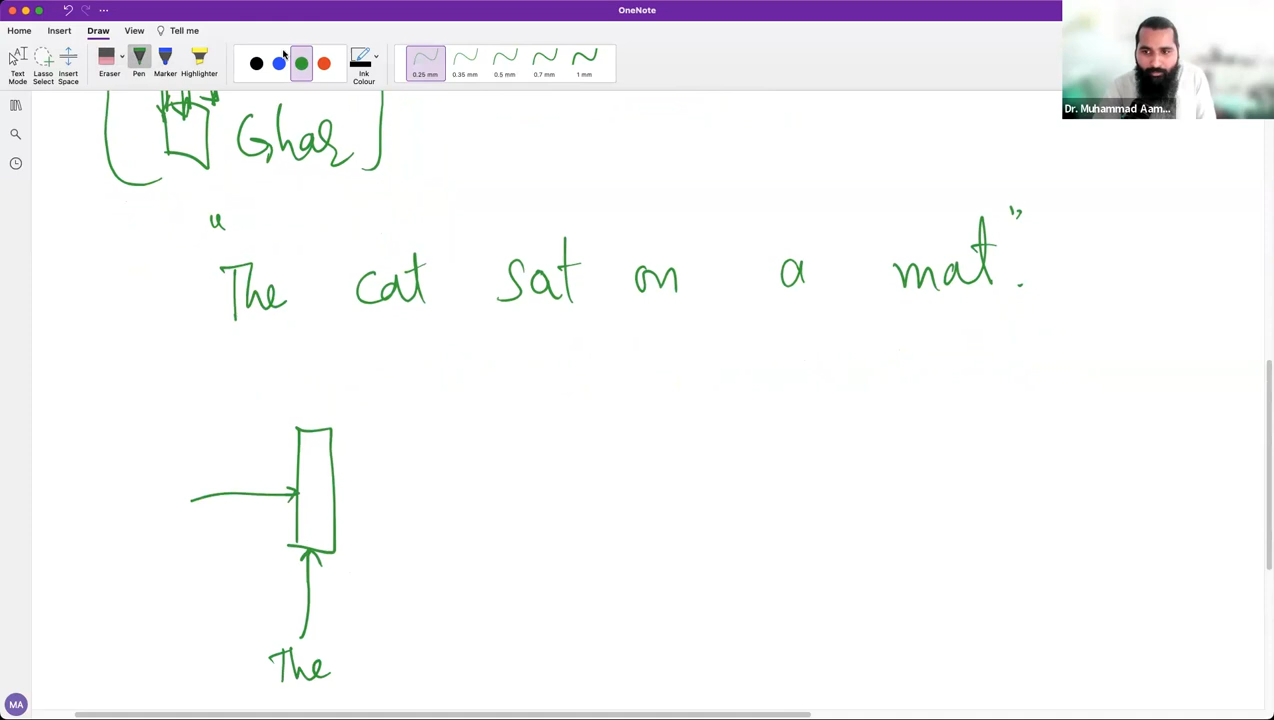 OneNote
Home Insert Draw View Tell me
Text Mode Lasso Select Insert Space Eraser Pen Marker Highlighter Ink Colour 0.25 mm 0.35 mm 0.5 mm 0.7 mm 1 mm
Dr. Muhammad Aam...
Ghar
"The cat sat on a mat."
The
MA